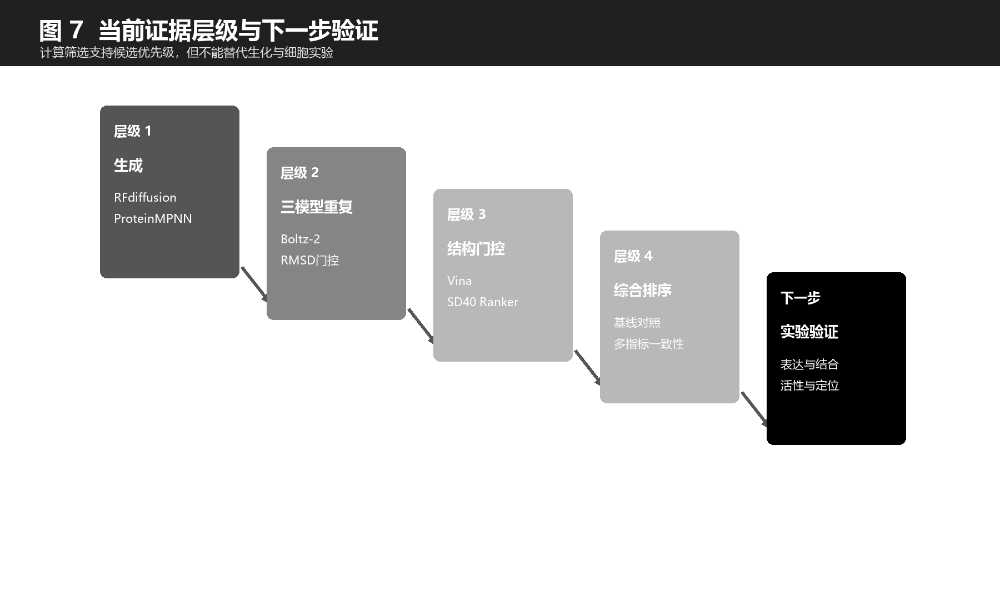 图 7 当前证据层级与下一步验证
计算筛选支持候选优先级，但不能替代生化与细胞实验
层级 1
生成
RFdiffusion
ProteinMPNN
层级 2
三模型重复
Boltz-2
RMSD门控
层级 3
结构门控
Vina
SD40 Ranker
层级 4
综合排序
基线对照
多指标一致性
下一步
实验验证
表达与结合
活性与定位